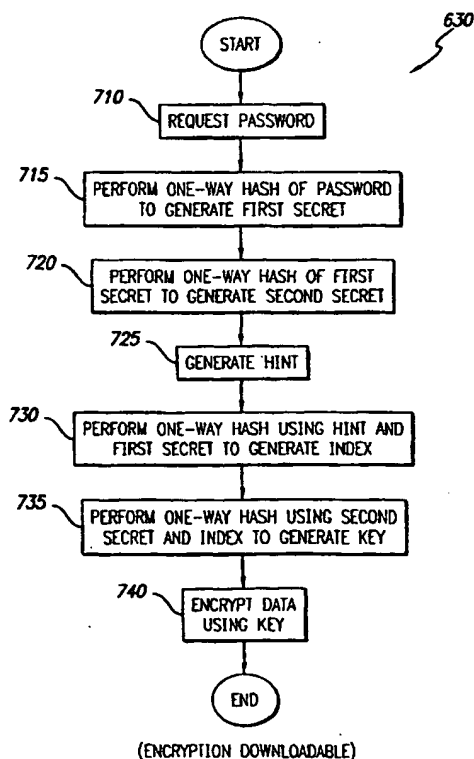 630
START
710
REQUEST PASSWORD
715
PERFORM ONE-WAY HASH OF PASSWORD
TO GENERATE FIRST SECRET
720
PERFORM ONE-WAY HASH OF FIRST
SECRET TO GENERATE SECOND SECRET
725
GENERATE HINT
730
PERFORM ONE-WAY HASH USING HINT AND
FIRST SECRET TO GENERATE INDEX
735
PERFORM ONE-WAY HASH USING SECOND
SECRET AND INDEX TO GENERATE KEY
740
ENCRYPT DATA
USING KEY
END
(ENCRYPTION DOWNLOADABLE)